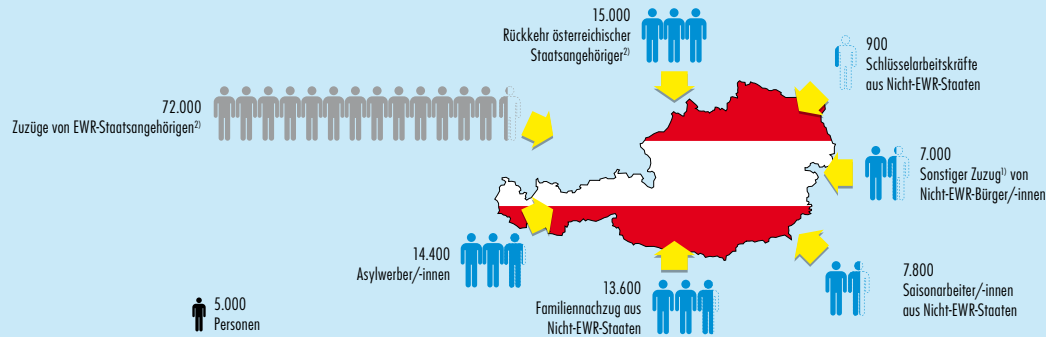 15.000
Rückkehr österreichischer
Staatsangehöriger²⁾
900
Schlüsselarbeitskräfte
aus Nicht-EWR-Staaten
72.000
Zuzüge von EWR-Staatsangehörigen²⁾
7.000
Sonstiger Zuzug¹⁾ von
Nicht-EWR-Bürger/-innen
14.400
Asylwerber/-innen
13.600
Familiennachzug aus
Nicht-EWR-Staaten
7.800
Saisonarbeiter/-innen
aus Nicht-EWR-Staaten
5.000
Personen